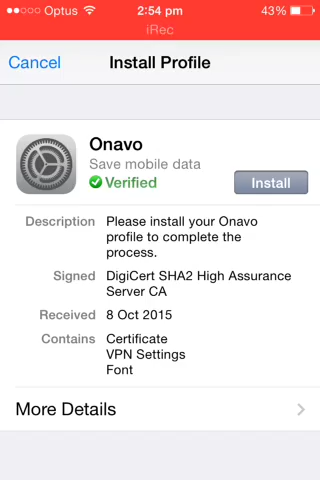 Optus 2:54 pm 43%
iRec
Cancel Install Profile
Onavo
Save mobile data
Verified
Install
Description Please install your Onavo
profile to complete the
process.
Signed DigiCert SHA2 High Assurance
Server CA
Received 8 Oct 2015
Contains Certificate
VPN Settings
Font
More Details